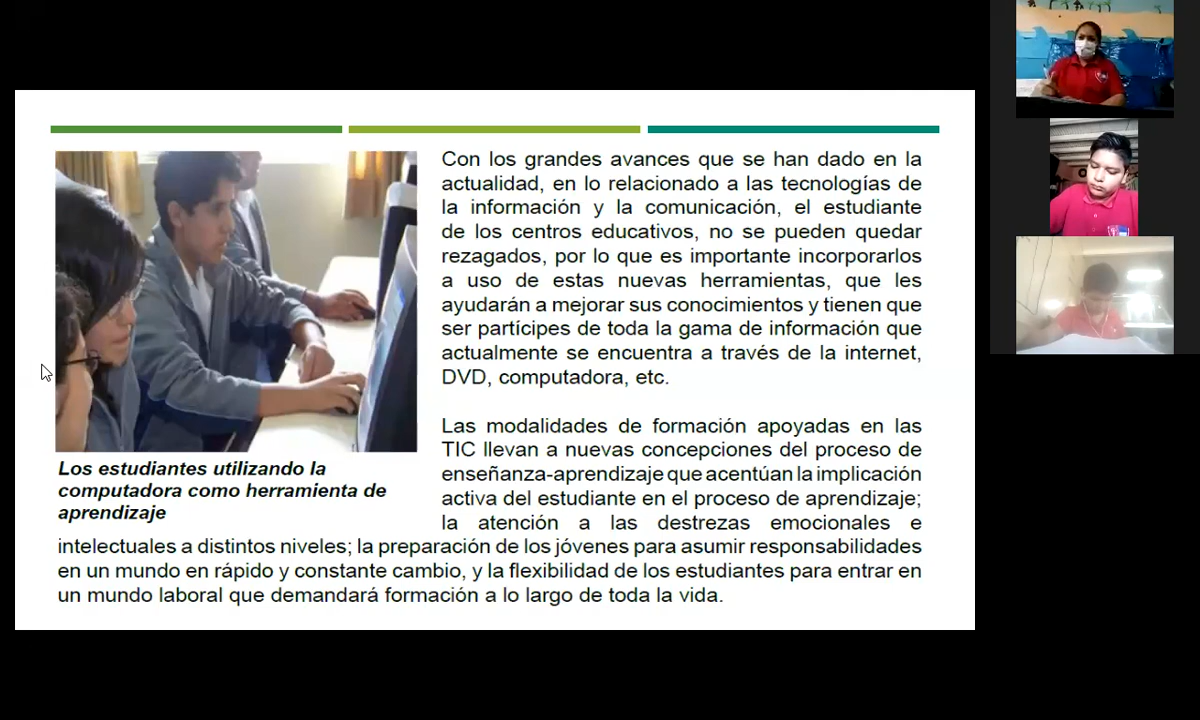 Con los grandes avances que se han dado en la
actualidad, en lo relacionado a las tecnologías de
la información y la comunicación, el estudiante
de los centros educativos, no se pueden quedar
rezagados, por lo que es importante incorporarlos
a uso de estas nuevas herramientas, que les
ayudarán a mejorar sus conocimientos y tienen que
ser partícipes de toda la gama de información que
actualmente se encuentra a través de la internet,
DVD, computadora, etc.
Las modalidades de formación apoyadas en las
TIC llevan a nuevas concepciones del proceso de
enseñanza-aprendizaje que acentúan la implicación
activa del estudiante en el proceso de aprendizaje;
la atención a las destrezas emocionales e
intelectuales a distintos niveles; la preparación de los jóvenes para asumir responsabilidades
en un mundo en rápido y constante cambio, y la flexibilidad de los estudiantes para entrar en
un mundo laboral que demandará formación a lo largo de toda la vida.
Los estudiantes utilizando la
computadora como herramienta de
aprendizaje